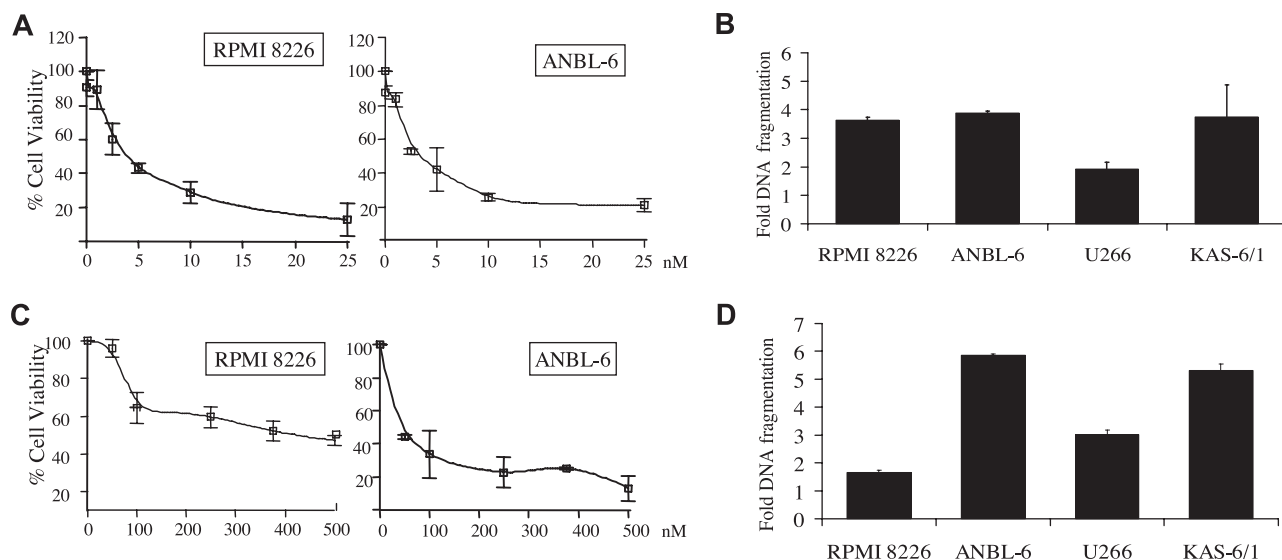 A
% Cell Viability
120
100
80
60
40
20
RPMI 8226
0 5 10 15 20 25
120
100
80
60
40
20
ANBL-6
0 5 10 15 20 25 nM
B
Fold DNA fragmentation
6
5
4
3
2
1
0
RPMI 8226 ANBL-6 U266 KAS-6/1
C
% Cell Viability
100
80
60
40
20
RPMI 8226
0 100 200 300 400 500
100
80
60
40
20
ANBL-6
0 100 200 300 400 500 nM
D
Fold DNA fragmentation
7
6
5
4
3
2
1
0
RPMI 8226 ANBL-6 U266 KAS-6/1